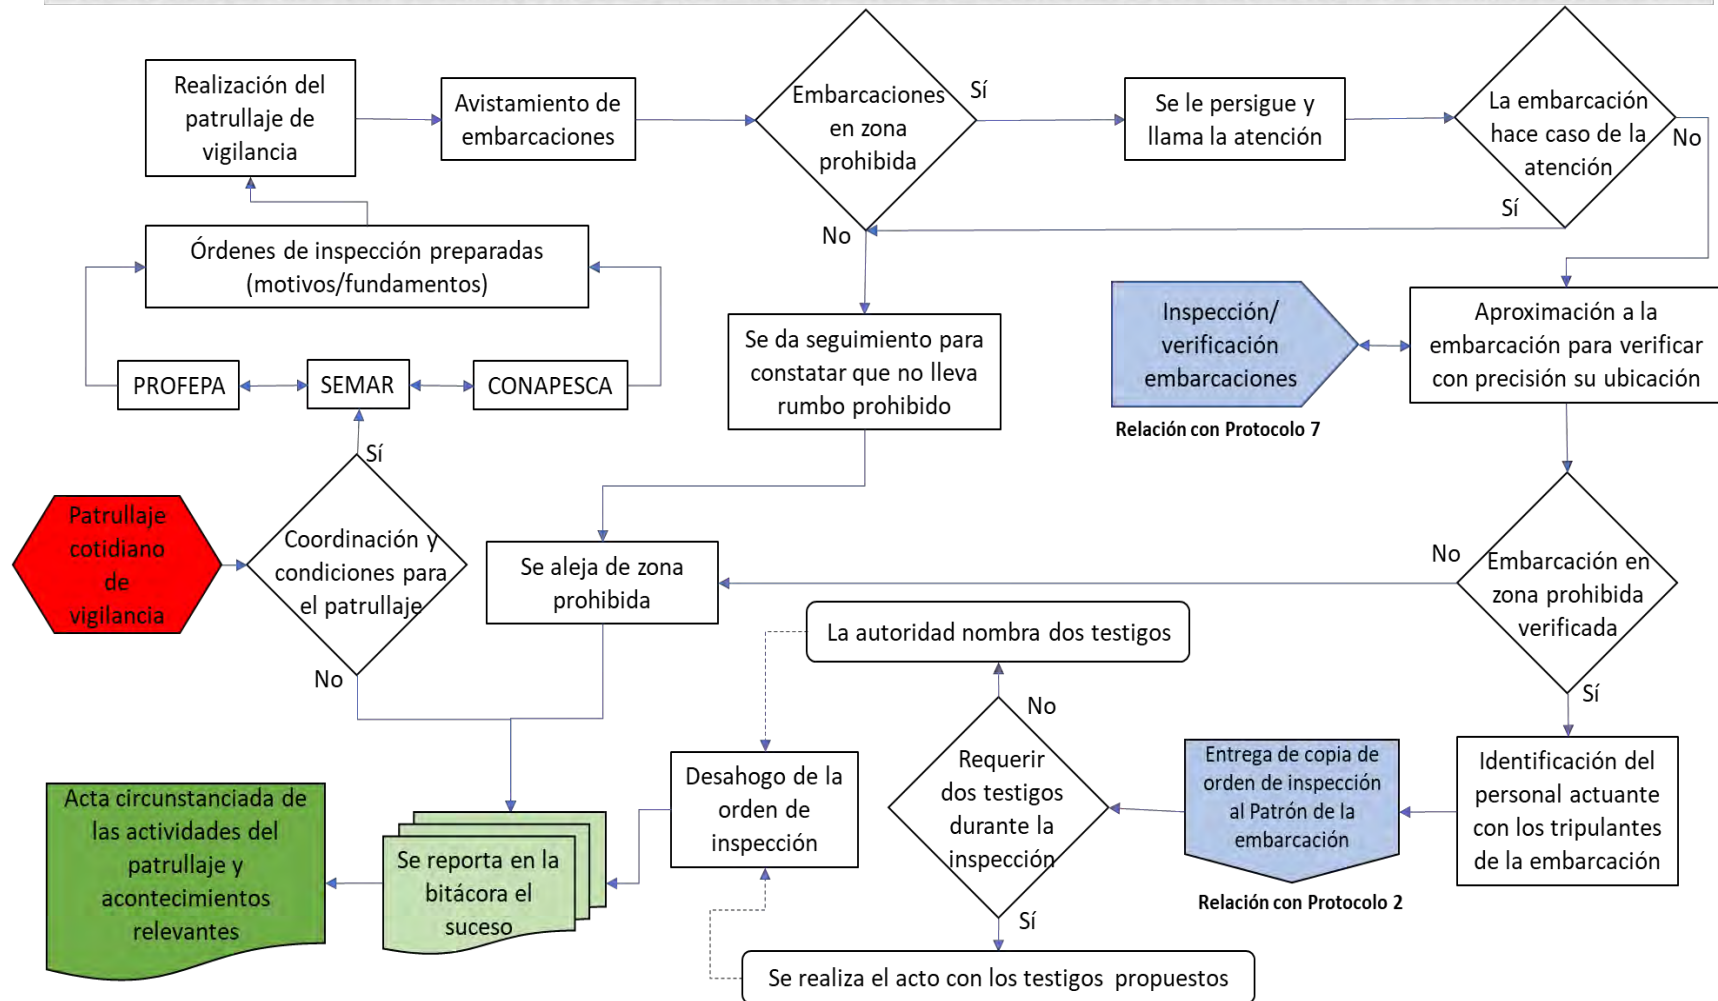 Realización del
patrullaje de
vigilancia
Avistamiento de
embarcaciones
Embarcaciones
en zona
prohibida
Sí
No
Se le persigue y
llama la atención
La embarcación
hace caso de la
atención
No
Sí
Órdenes de inspección preparadas
(motivos/fundamentos)
PROFEPA
SEMAR
CONAPESCA
Se da seguimiento para
constatar que no lleva
rumbo prohibido
Inspección/
verificación
embarcaciones
Relación con Protocolo 7
Aproximación a la
embarcación para verificar
con precisión su ubicación
Patrullaje
cotidiano
de
vigilancia
Coordinación y
condiciones para
el patrullaje
Sí
No
Se aleja de zona
prohibida
Embarcación en
zona prohibida
verificada
No
Sí
La autoridad nombra dos testigos
No
Requerir
dos testigos
durante la
inspección
Sí
Se realiza el acto con los testigos propuestos
Entrega de copia de
orden de inspección
al Patrón de la
embarcación
Relación con Protocolo 2
Identificación del
personal actuante
con los tripulantes
de la embarcación
Desahogo de la
orden de
inspección
Se reporta en la
bitácora el
suceso
Acta circunstanciada de
las actividades del
patrullaje y
acontecimientos
relevantes